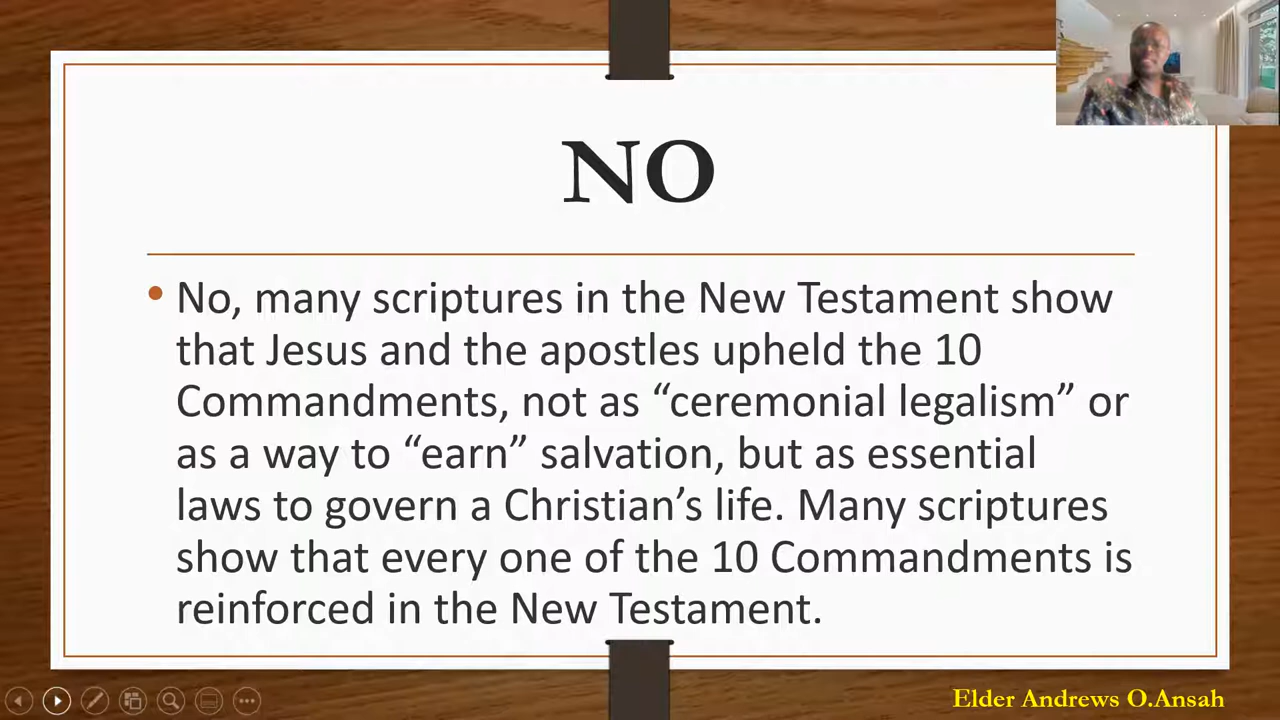 NO
• No, many scriptures in the New Testament show
that Jesus and the apostles upheld the 10
Commandments, not as “ceremonial legalism” or
as a way to “earn” salvation, but as essential
laws to govern a Christian’s life. Many scriptures
show that every one of the 10 Commandments is
reinforced in the New Testament.
Elder Andrews O.Ansah